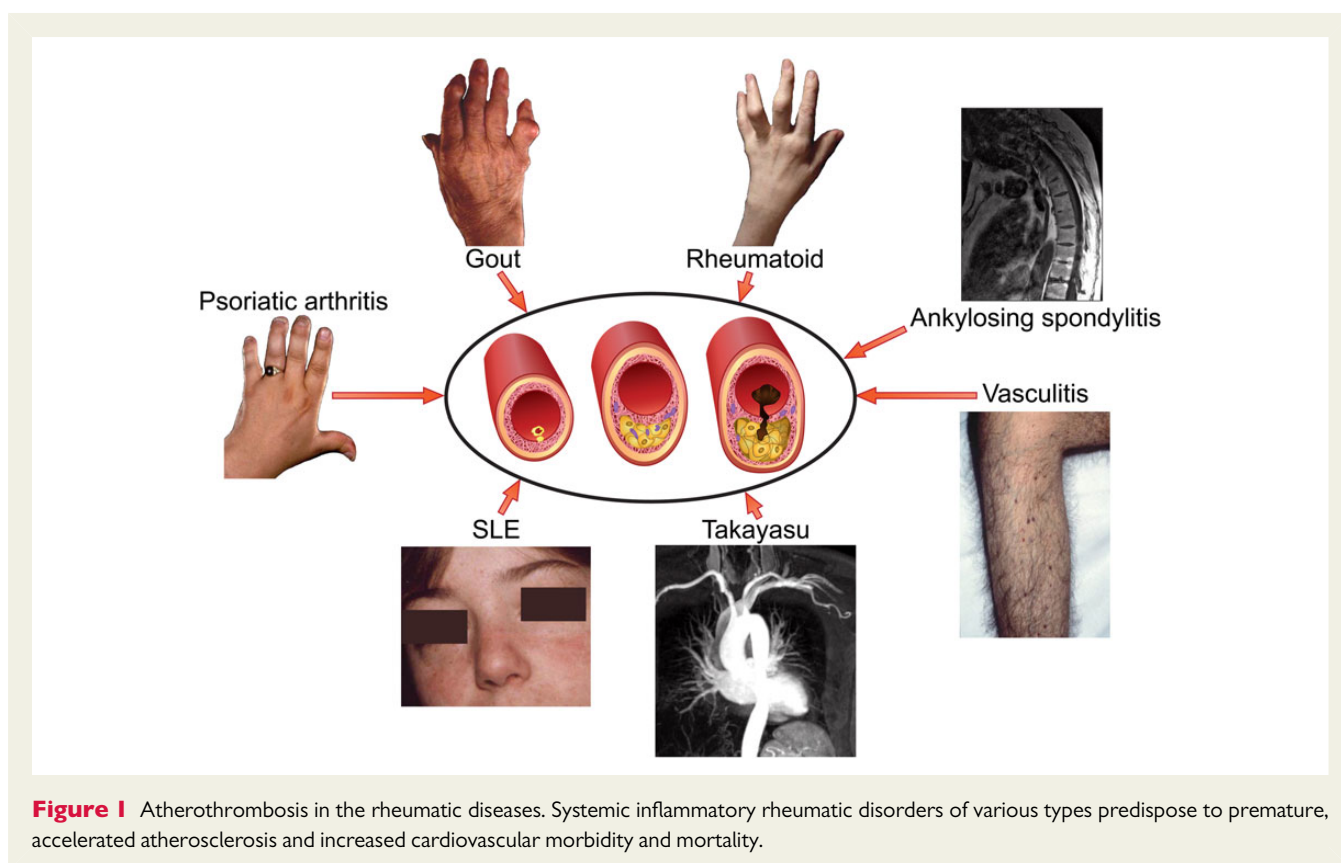 Gout
Rheumatoid
Psoriatic arthritis
Ankylosing spondylitis
Vasculitis
SLE
Takayasu
Figure 1 Atherothrombosis in the rheumatic diseases. Systemic inflammatory rheumatic disorders of various types predispose to premature,
accelerated atherosclerosis and increased cardiovascular morbidity and mortality.